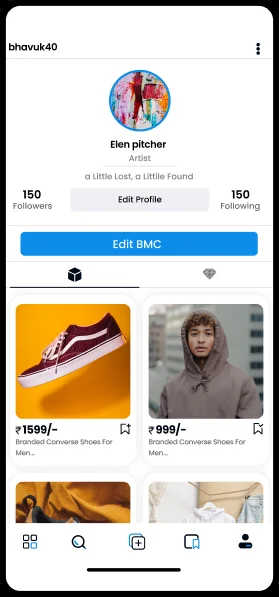 bhavuk40
Elen pitcher
Artist
a Little Lost, a Littile Found
150
Followers
Edit Profile
150
Following
Edit BMC
₹ 1599/-
Branded Converse Shoes For
Men...
₹ 999/-
Branded Converse Shoes For
Men...